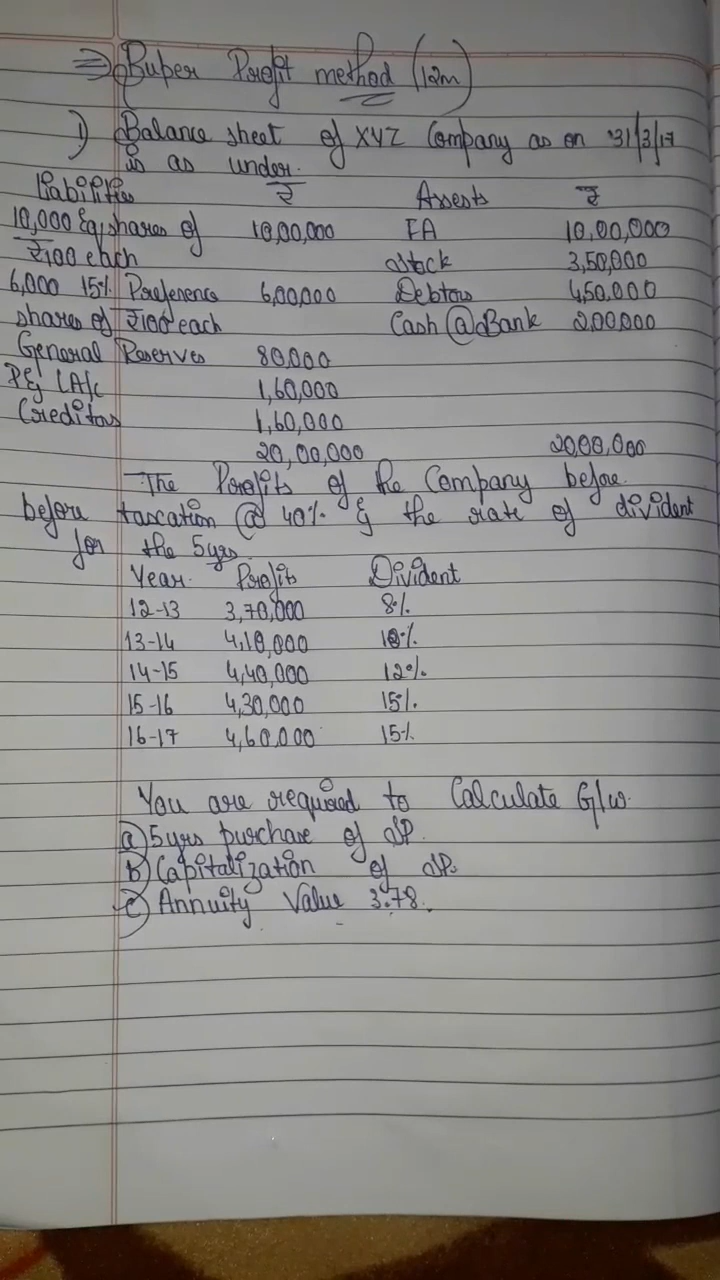 ⇒ Super Profit method (12m)
1) Balance sheet of XYZ Company as on 31/3/17
is as under.
Liabilities ₹ Assests ₹
10,000 Eq. shares of 10,00,000 FA 10,00,000
₹100 each Stock 3,50,000
6,000 15% Preference 6,00,000 Debtors 4,50,000
shares of ₹100 each Cash @ Bank 2,00,000
General Reserves 80,000
P&L A/c 1,60,000
Creditors 1,60,000
20,00,000 20,00,000
The Profits of the Company before
before taxcation @ 40% & the rate of divident
for the 5yrs
Year. Profits Divident
12-13 3,70,000 8%
13-14 4,10,000 10%
14-15 4,40,000 12%
15-16 4,30,000 15%
16-17 4,60,000 15%
You are required to Calculate G/w.
a) 5yrs purchase of SP.
b) Capitalization of SP.
c) Annuity Value 3.78.